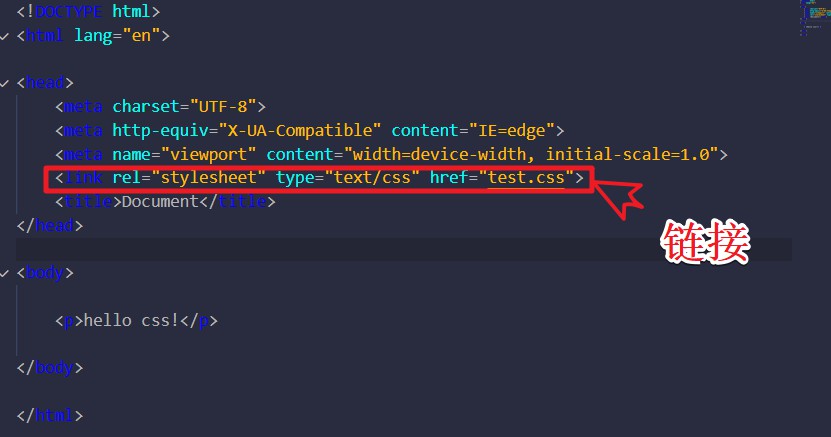 <!DOCTYPE html>
<html lang="en">
<head>
<meta charset="UTF-8">
<meta http-equiv="X-UA-Compatible" content="IE=edge">
<meta name="viewport" content="width=device-width, initial-scale=1.0">
<link rel="stylesheet" type="text/css" href="test.css">
<title>Document</title>
</head>
链接
<body>
<p>hello css!</p>
</body>
</html>